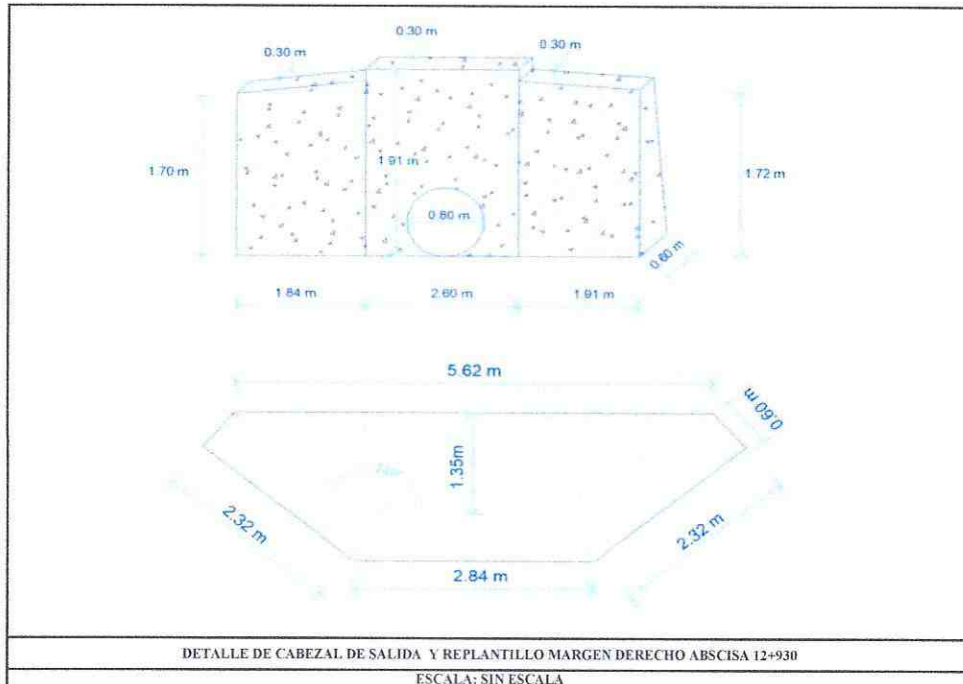 0.30 m
0.30 m
0.30 m
1.70 m
1.91 m
1.72 m
0.80 m
0.60 m
1.84 m
2.60 m
1.91 m
5.62 m
0.60 m
1.35m
2.32 m
2.32 m
2.84 m
DETALLE DE CABEZAL DE SALIDA Y REPLANTILLO MARGEN DERECHO ABSCISA 12+930
ESCALA: SIN ESCALA